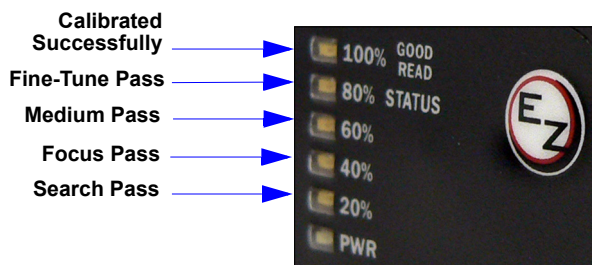 Calibrated
Successfully
Fine-Tune Pass
Medium Pass
Focus Pass
Search Pass
100% GOOD
READ
80% STATUS
60%
40%
20%
PWR
EZ